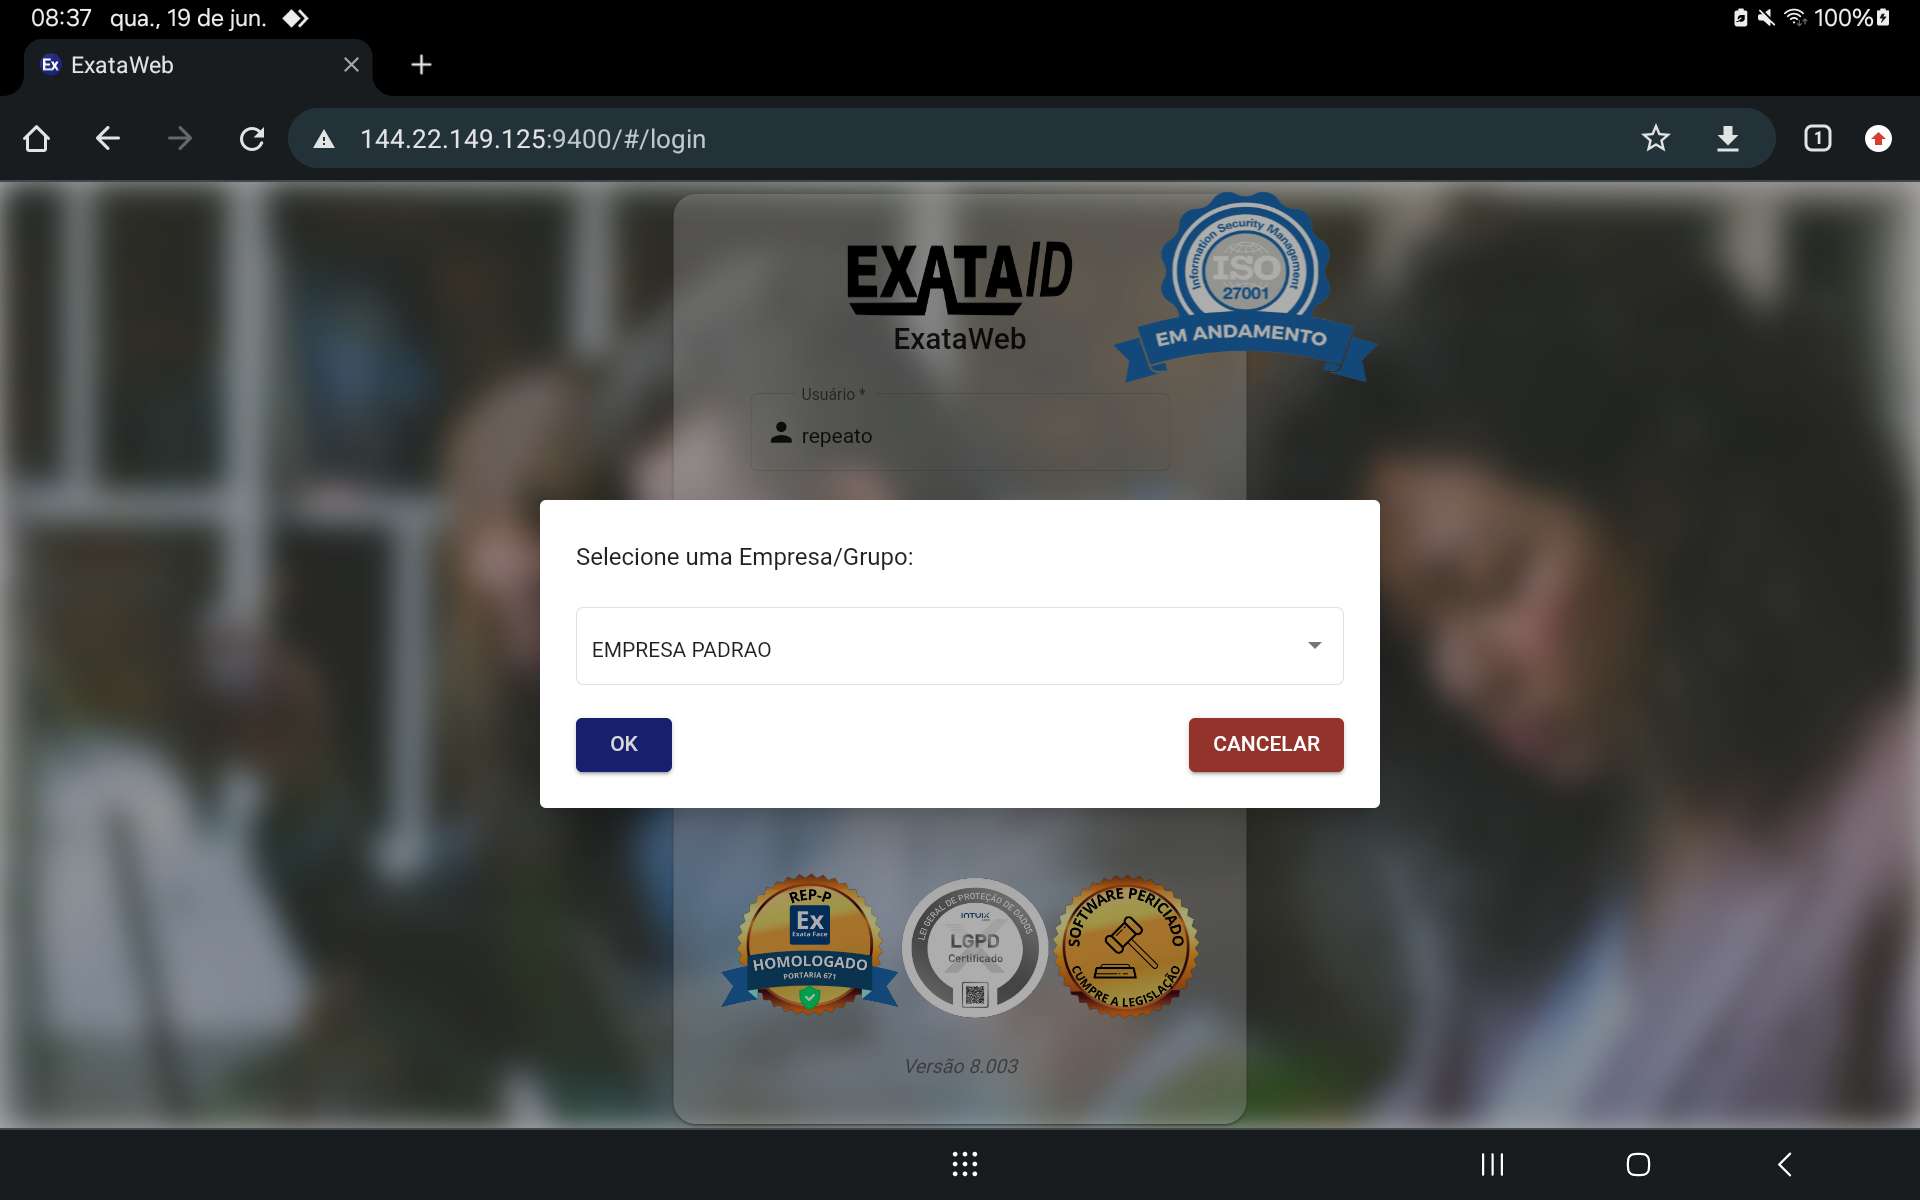 08:37 qua., 19 de jun. 100%
Ex ExataWeb
144.22.149.125:9400/#/login 1
EXATAID
ExataWeb
Information Security Management
ISO
27001
EM ANDAMENTO
Usuário *
repeato
Selecione uma Empresa/Grupo:
EMPRESA PADRAO
OK CANCELAR
REP-P
Ex
Exata Face
HOMOLOGADO
PORTARIA 671
LEI GERAL DE PROTEÇÃO DE DADOS
INTUIX
LGPD
Certificado
SOFTWARE PERICIADO
CUMPRE A LEGISLAÇÃO
Versão 8.003